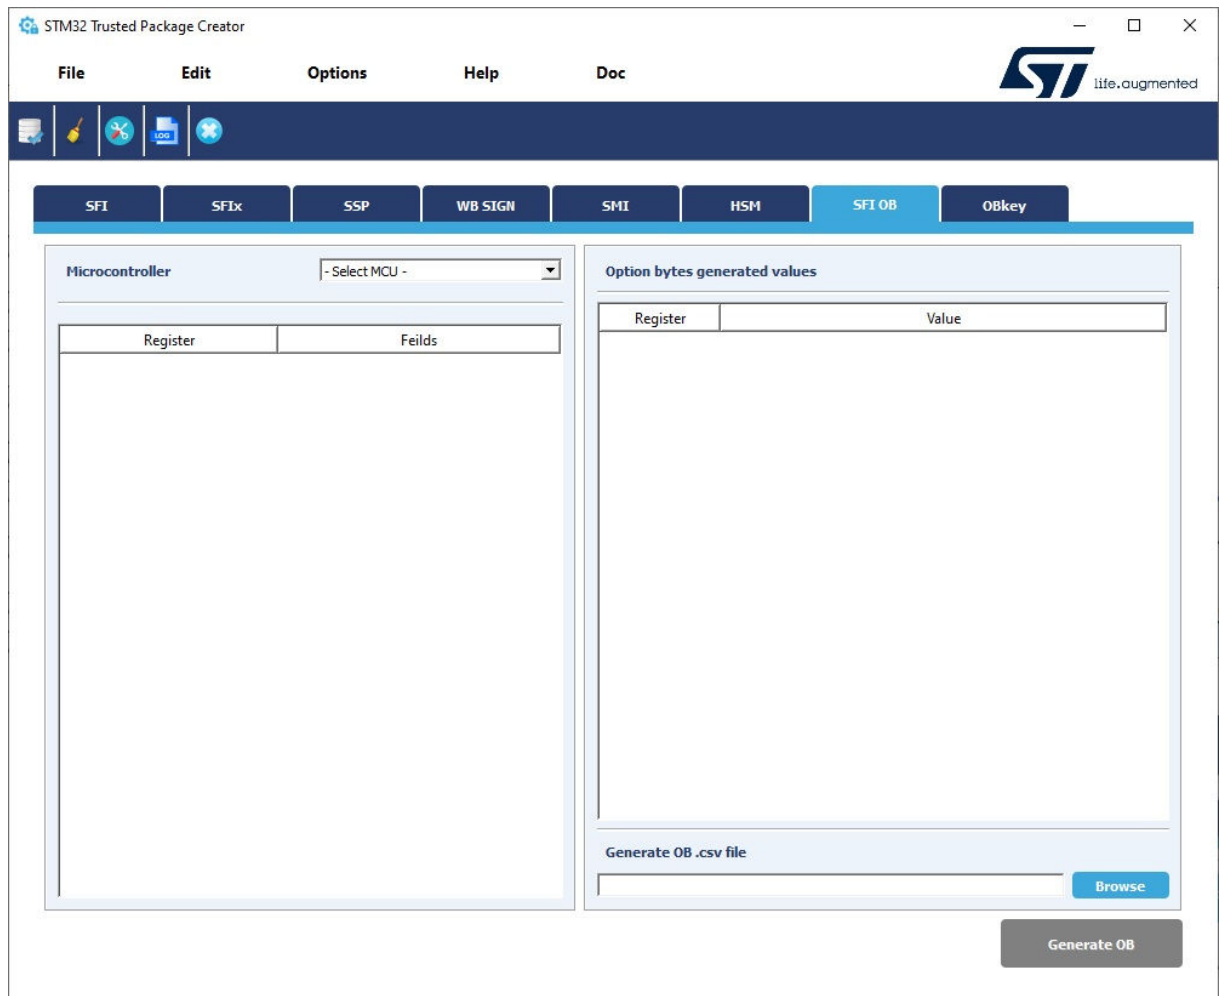 STM32 Trusted Package Creator
File Edit Options Help Doc
ST life.augmented
LOG
SFI SFIx SSP WB SIGN SMI HSM SFI OB OBkey
Microcontroller - Select MCU -
Register Feilds
Option bytes generated values
Register Value
Generate OB .csv file
Browse
Generate OB